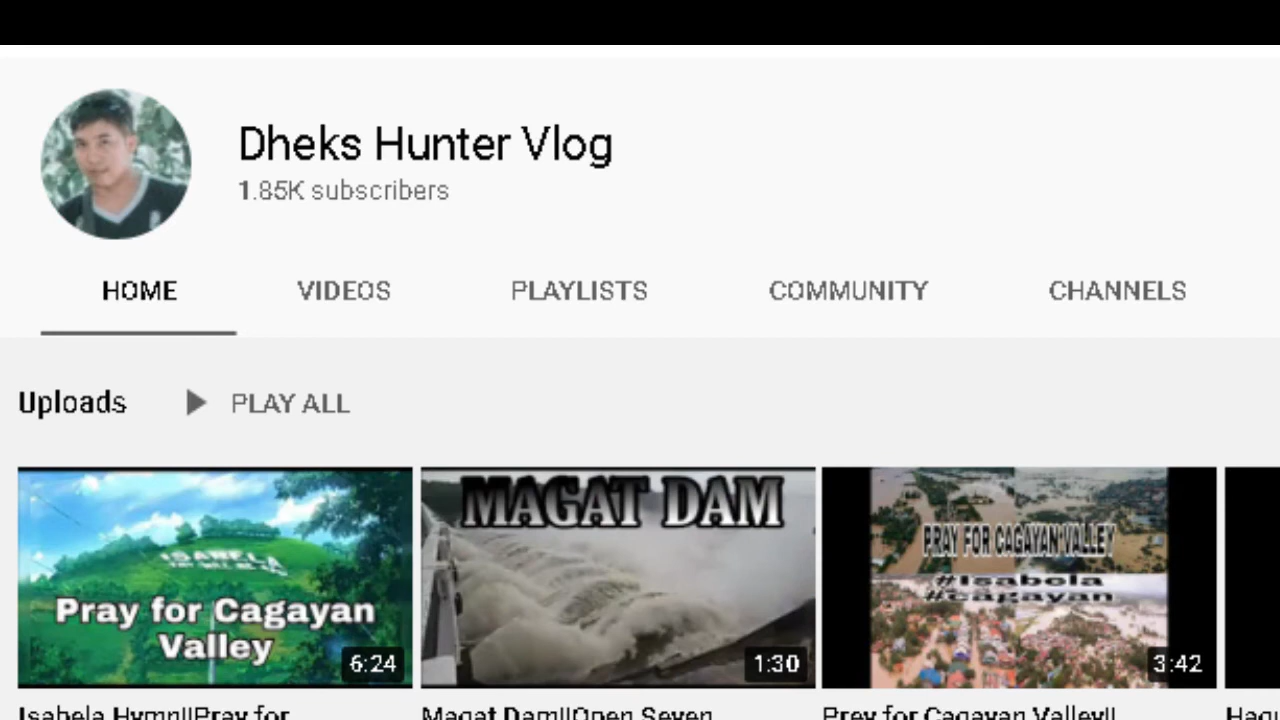 Dheks Hunter Vlog
1.85K subscribers
HOME VIDEOS PLAYLISTS COMMUNITY CHANNELS
Uploads PLAY ALL
ISABELA
Pray for Cagayan
Valley
6:24
MAGAT DAM
1:30
PRAY FOR CAGAYAN VALLEY
#Isabela
#cagayan
3:42
Isabela Hymn||Pray for
Magat Dam||Open Seven
Pray for Cagayan Valley||